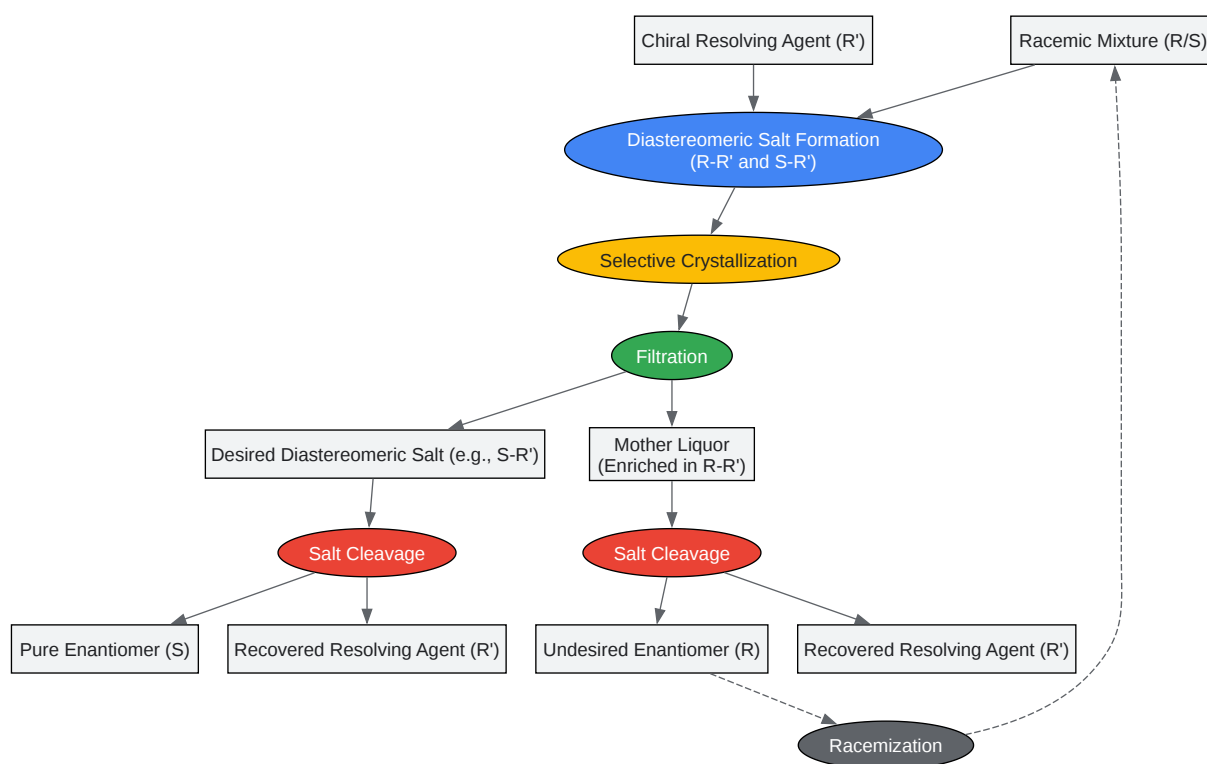 Chiral Resolving Agent (R')
Racemic Mixture (R/S)
Diastereomeric Salt Formation
(R-R' and S-R')
Selective Crystallization
Filtration
Desired Diastereomeric Salt (e.g., S-R')
Mother Liquor
(Enriched in R-R')
Salt Cleavage
Salt Cleavage
Pure Enantiomer (S)
Recovered Resolving Agent (R')
Undesired Enantiomer (R)
Recovered Resolving Agent (R')
Racemization